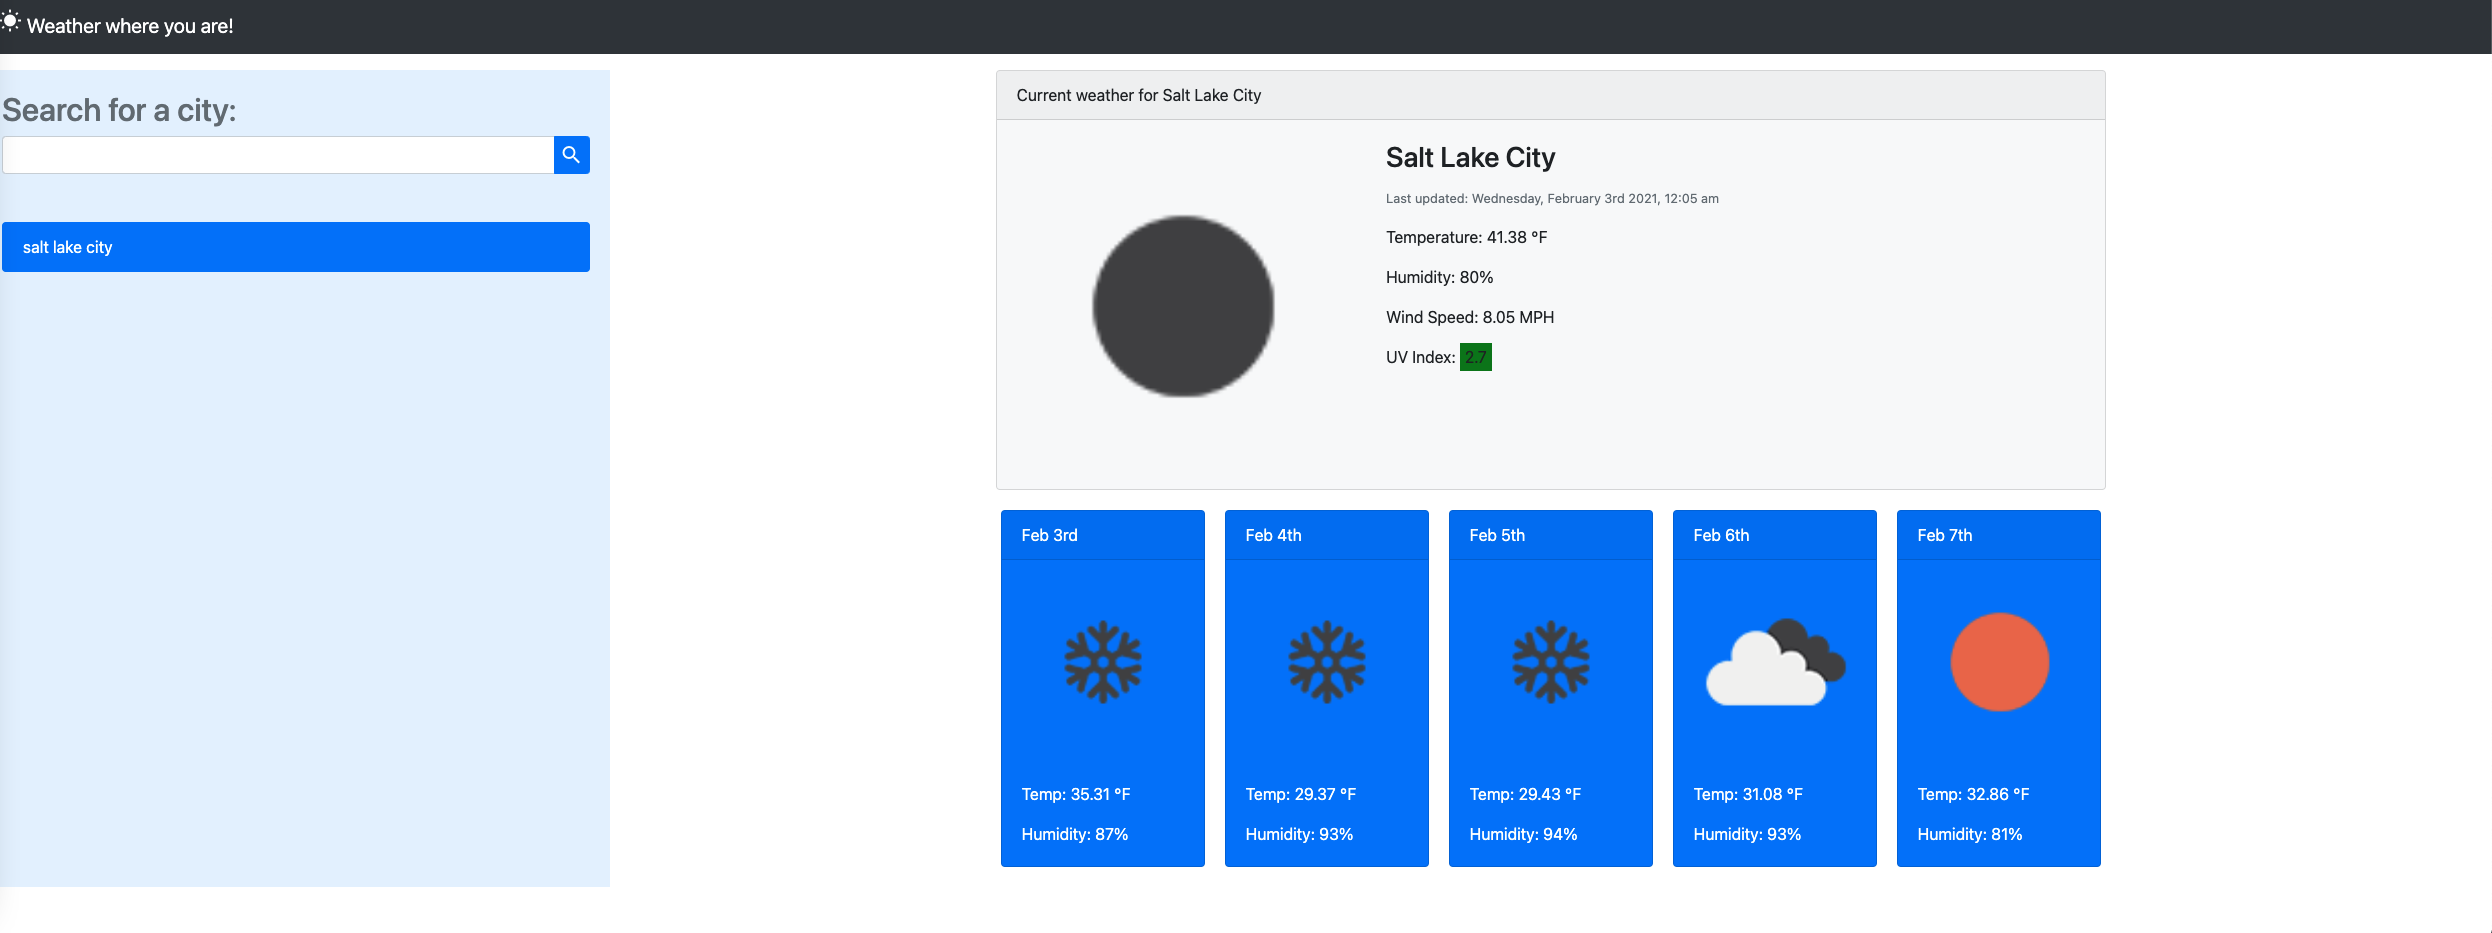 Weather where you are!
Search for a city:
salt lake city
Current weather for Salt Lake City
Salt Lake City
Last updated: Wednesday, February 3rd 2021, 12:05 am
Temperature: 41.38 °F
Humidity: 80%
Wind Speed: 8.05 MPH
UV Index: 2.7
Feb 3rd
Temp: 35.31 °F
Humidity: 87%
Feb 4th
Temp: 29.37 °F
Humidity: 93%
Feb 5th
Temp: 29.43 °F
Humidity: 94%
Feb 6th
Temp: 31.08 °F
Humidity: 93%
Feb 7th
Temp: 32.86 °F
Humidity: 81%